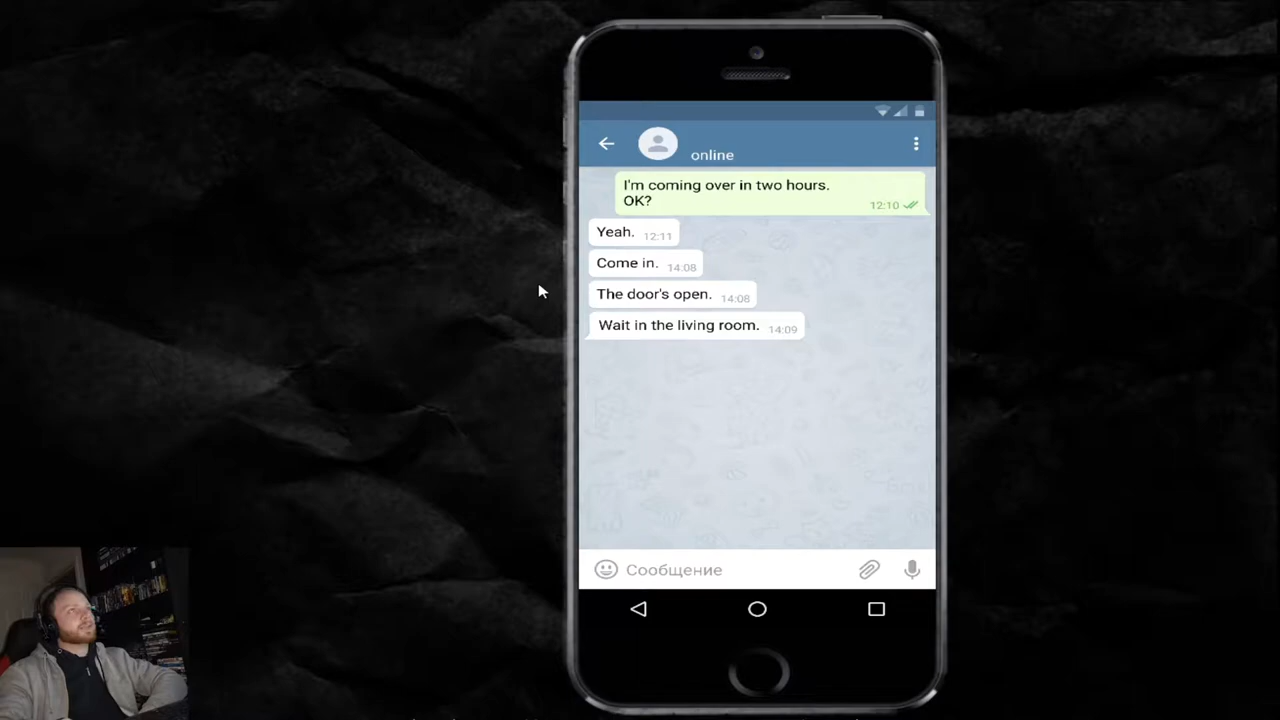 online
I'm coming over in two hours.
OK?
12:10
Yeah. 12:11
Come in. 14:08
The door's open. 14:08
Wait in the living room. 14:09
Сообщение